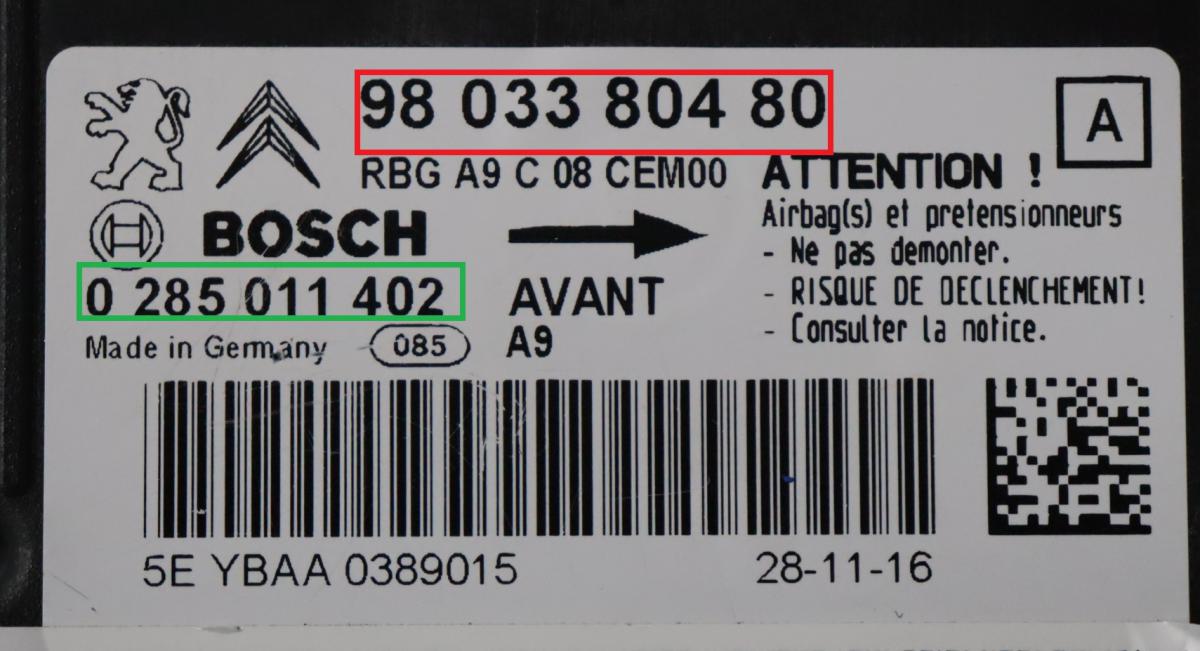 98 033 804 80
A
RBG A9 C 08 CEM00
ATTENTION !
Airbag(s) et pretensionneurs
- Ne pas demonter.
- RISQUE DE DECLENCHEMENT!
- Consulter la notice.
BOSCH
0 285 011 402
AVANT
Made in Germany
085
A9
5E YBAA 0389015
28-11-16